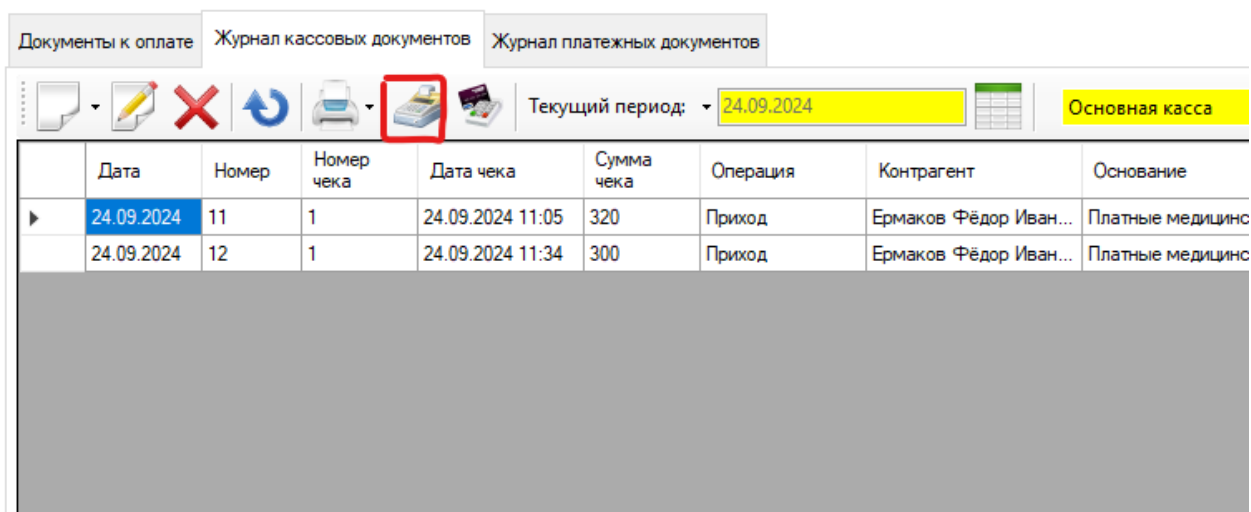 Документы к оплате Журнал кассовых документов Журнал платежных документов
Текущий период: 24.09.2024 Основная касса
Дата Номер Номер чека Дата чека Сумма чека Операция Контрагент Основание
24.09.2024 11 1 24.09.2024 11:05 320 Приход Ермаков Фёдор Иван... Платные медицинс
24.09.2024 12 1 24.09.2024 11:34 300 Приход Ермаков Фёдор Иван... Платные медицинс